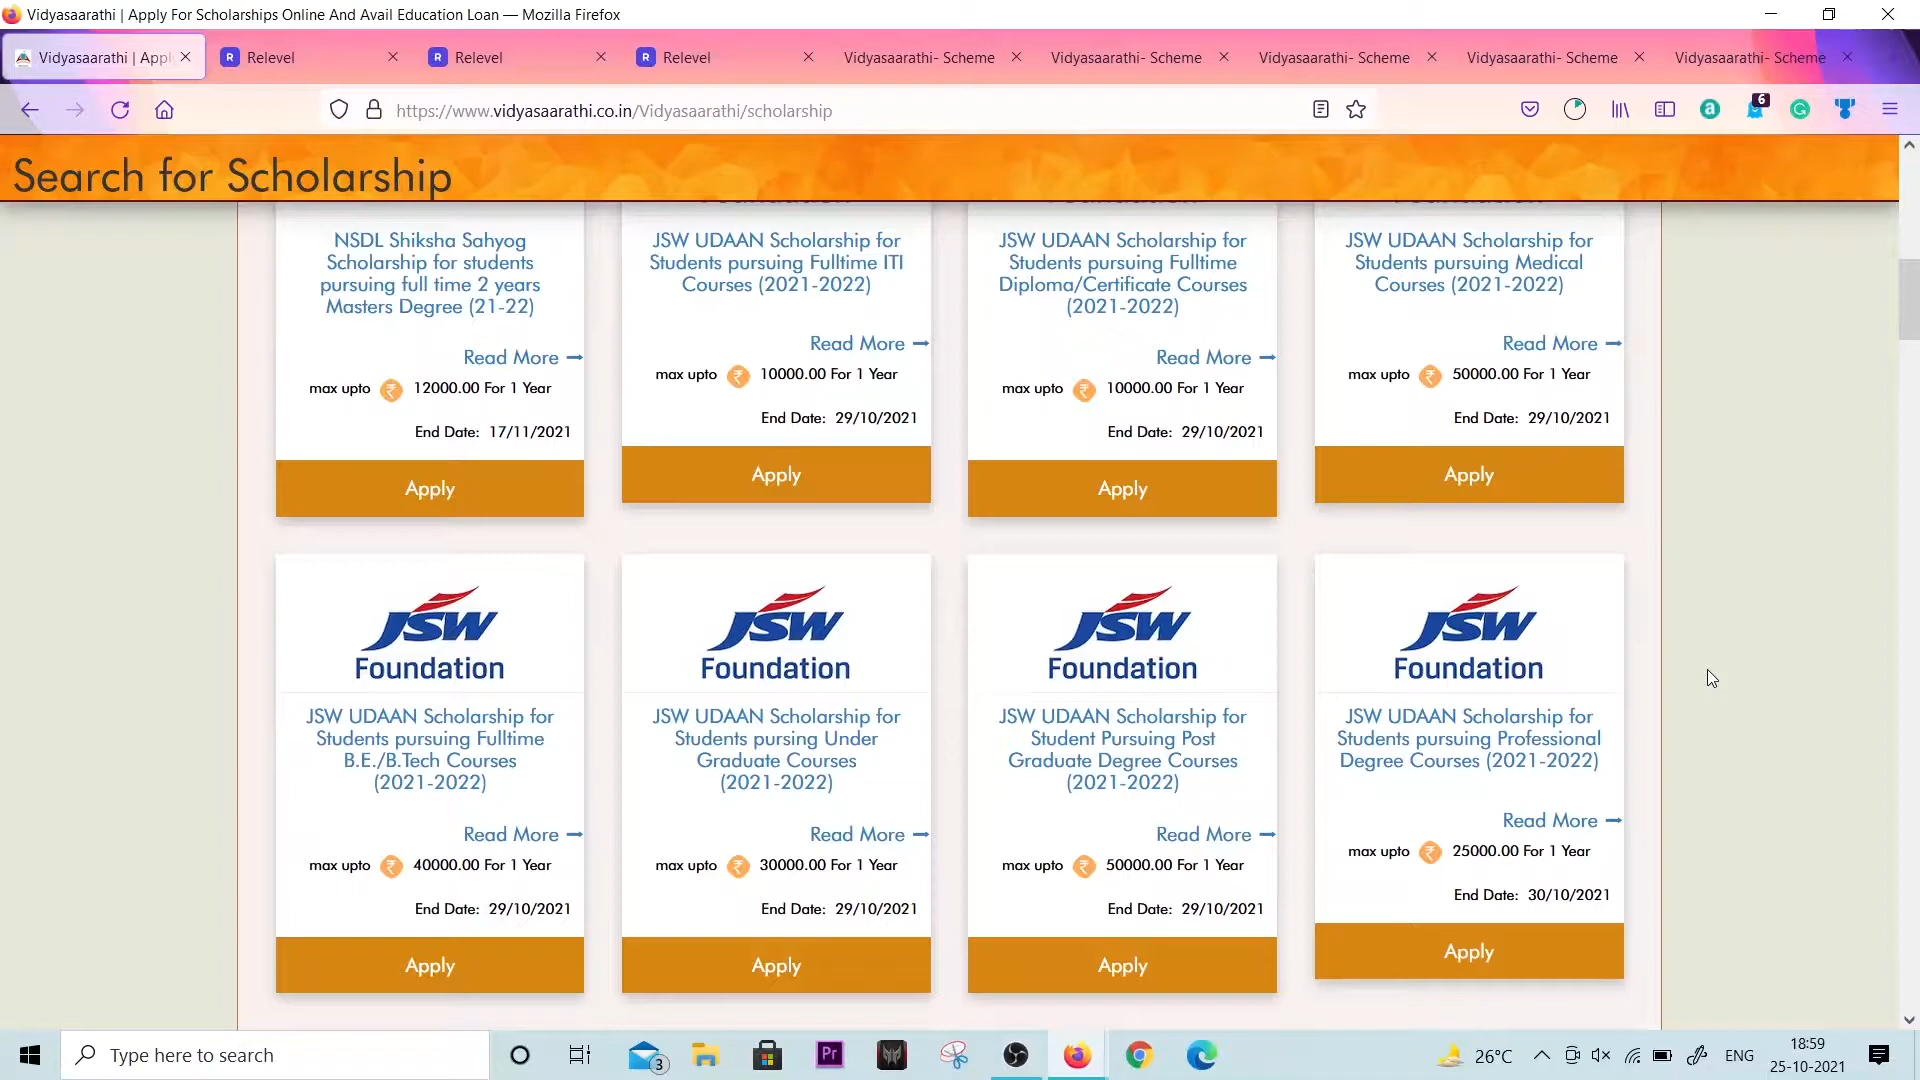 Vidyasaarathi | Apply For Scholarships Online And Avail Education Loan — Mozilla Firefox
Vidyasaarathi | Appl
Relevel
Relevel
Relevel
Vidyasaarathi- Scheme
Vidyasaarathi- Scheme
Vidyasaarathi- Scheme
Vidyasaarathi- Scheme
Vidyasaarathi- Scheme
https://www.vidyasaarathi.co.in/Vidyasaarathi/scholarship
6
Search for Scholarship
NSDL Shiksha Sahyog
Scholarship for students
pursuing full time 2 years
Masters Degree (21-22)
Read More
max upto ₹ 12000.00 For 1 Year
End Date: 17/11/2021
Apply
JSW UDAAN Scholarship for
Students pursuing Fulltime ITI
Courses (2021-2022)
Read More
max upto ₹ 10000.00 For 1 Year
End Date: 29/10/2021
Apply
JSW UDAAN Scholarship for
Students pursuing Fulltime
Diploma/Certificate Courses
(2021-2022)
Read More
max upto ₹ 10000.00 For 1 Year
End Date: 29/10/2021
Apply
JSW UDAAN Scholarship for
Students pursuing Medical
Courses (2021-2022)
Read More
max upto ₹ 50000.00 For 1 Year
End Date: 29/10/2021
Apply
JSW
Foundation
JSW UDAAN Scholarship for
Students pursuing Fulltime
B.E./B.Tech Courses
(2021-2022)
Read More
max upto ₹ 40000.00 For 1 Year
End Date: 29/10/2021
Apply
JSW
Foundation
JSW UDAAN Scholarship for
Students pursing Under
Graduate Courses
(2021-2022)
Read More
max upto ₹ 30000.00 For 1 Year
End Date: 29/10/2021
Apply
JSW
Foundation
JSW UDAAN Scholarship for
Student Pursuing Post
Graduate Degree Courses
(2021-2022)
Read More
max upto ₹ 50000.00 For 1 Year
End Date: 29/10/2021
Apply
JSW
Foundation
JSW UDAAN Scholarship for
Students pursuing Professional
Degree Courses (2021-2022)
Read More
max upto ₹ 25000.00 For 1 Year
End Date: 30/10/2021
Apply
Type here to search
3
Pr
26°C
ENG
18:59
25-10-2021